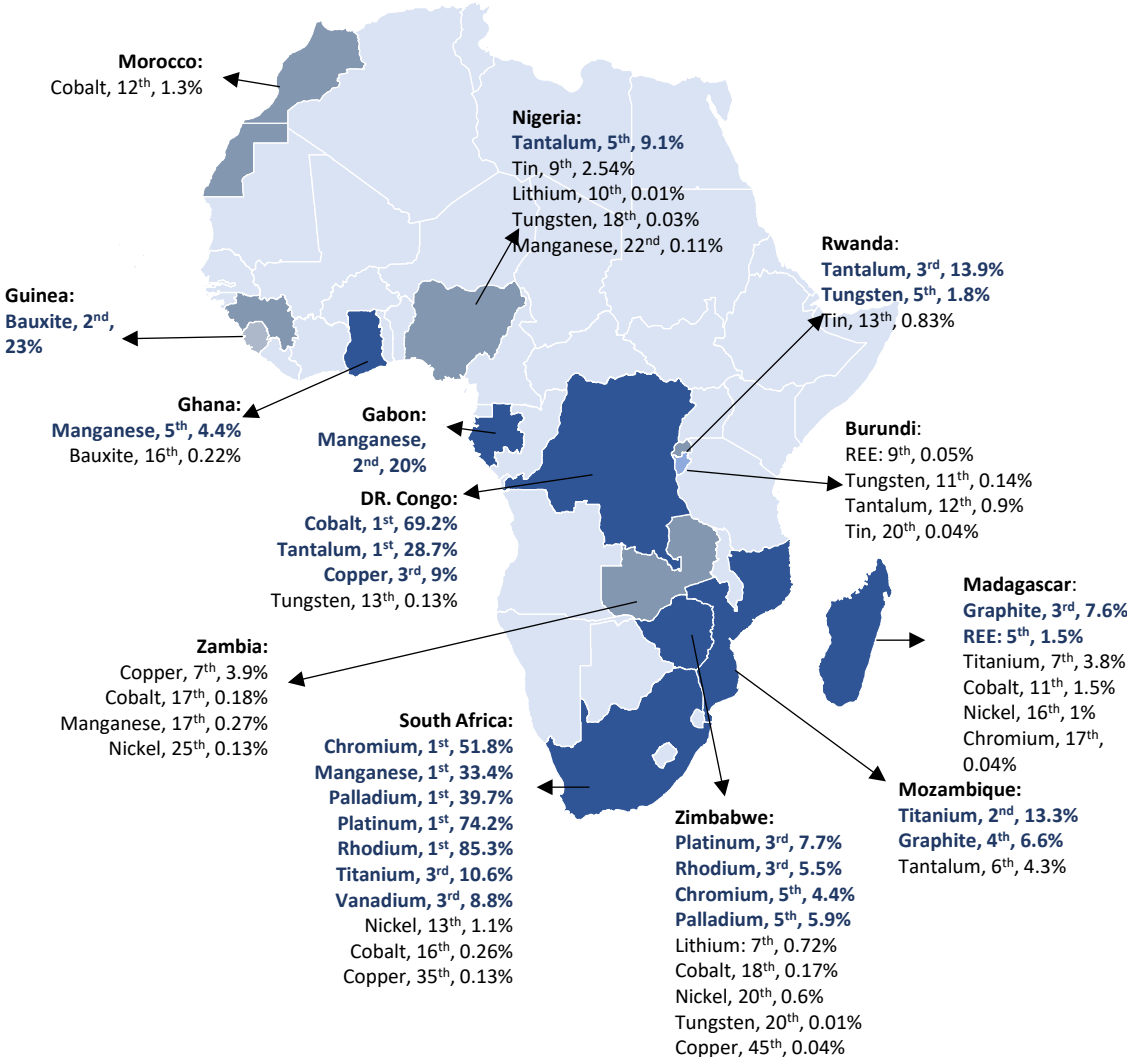 Morocco:
Cobalt, 12th, 1.3%
Nigeria:
Tantalum, 5th, 9.1%
Tin, 9th, 2.54%
Lithium, 10th, 0.01%
Tungsten, 18th, 0.03%
Manganese, 22nd, 0.11%
Rwanda:
Tantalum, 3rd, 13.9%
Tungsten, 5th, 1.8%
Tin, 13th, 0.83%
Guinea:
Bauxite, 2nd,
23%
Ghana:
Manganese, 5th, 4.4%
Bauxite, 16th, 0.22%
Gabon:
Manganese,
2nd, 20%
Burundi:
REE: 9th, 0.05%
Tungsten, 11th, 0.14%
Tantalum, 12th, 0.9%
Tin, 20th, 0.04%
DR. Congo:
Cobalt, 1st, 69.2%
Tantalum, 1st, 28.7%
Copper, 3rd, 9%
Tungsten, 13th, 0.13%
Madagascar:
Graphite, 3rd, 7.6%
REE: 5th, 1.5%
Titanium, 7th, 3.8%
Cobalt, 11th, 1.5%
Nickel, 16th, 1%
Chromium, 17th,
0.04%
Zambia:
Copper, 7th, 3.9%
Cobalt, 17th, 0.18%
Manganese, 17th, 0.27%
Nickel, 25th, 0.13%
South Africa:
Chromium, 1st, 51.8%
Manganese, 1st, 33.4%
Palladium, 1st, 39.7%
Platinum, 1st, 74.2%
Rhodium, 1st, 85.3%
Titanium, 3rd, 10.6%
Vanadium, 3rd, 8.8%
Nickel, 13th, 1.1%
Cobalt, 16th, 0.26%
Copper, 35th, 0.13%
Mozambique:
Titanium, 2nd, 13.3%
Graphite, 4th, 6.6%
Tantalum, 6th, 4.3%
Zimbabwe:
Platinum, 3rd, 7.7%
Rhodium, 3rd, 5.5%
Chromium, 5th, 4.4%
Palladium, 5th, 5.9%
Lithium: 7th, 0.72%
Cobalt, 18th, 0.17%
Nickel, 20th, 0.6%
Tungsten, 20th, 0.01%
Copper, 45th, 0.04%